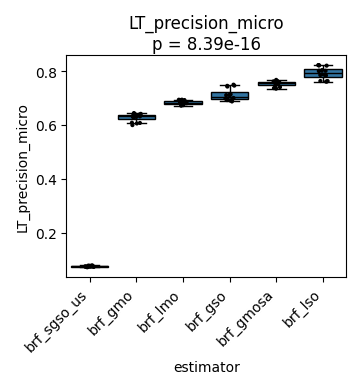 LT_precision_micro
p = 8.39e-16
LT_precision_micro
0.8
0.6
0.4
0.2
brf_sgso_us
brf_gmo
brf_lmo
brf_gso
brf_gmosa
brf_lso
estimator